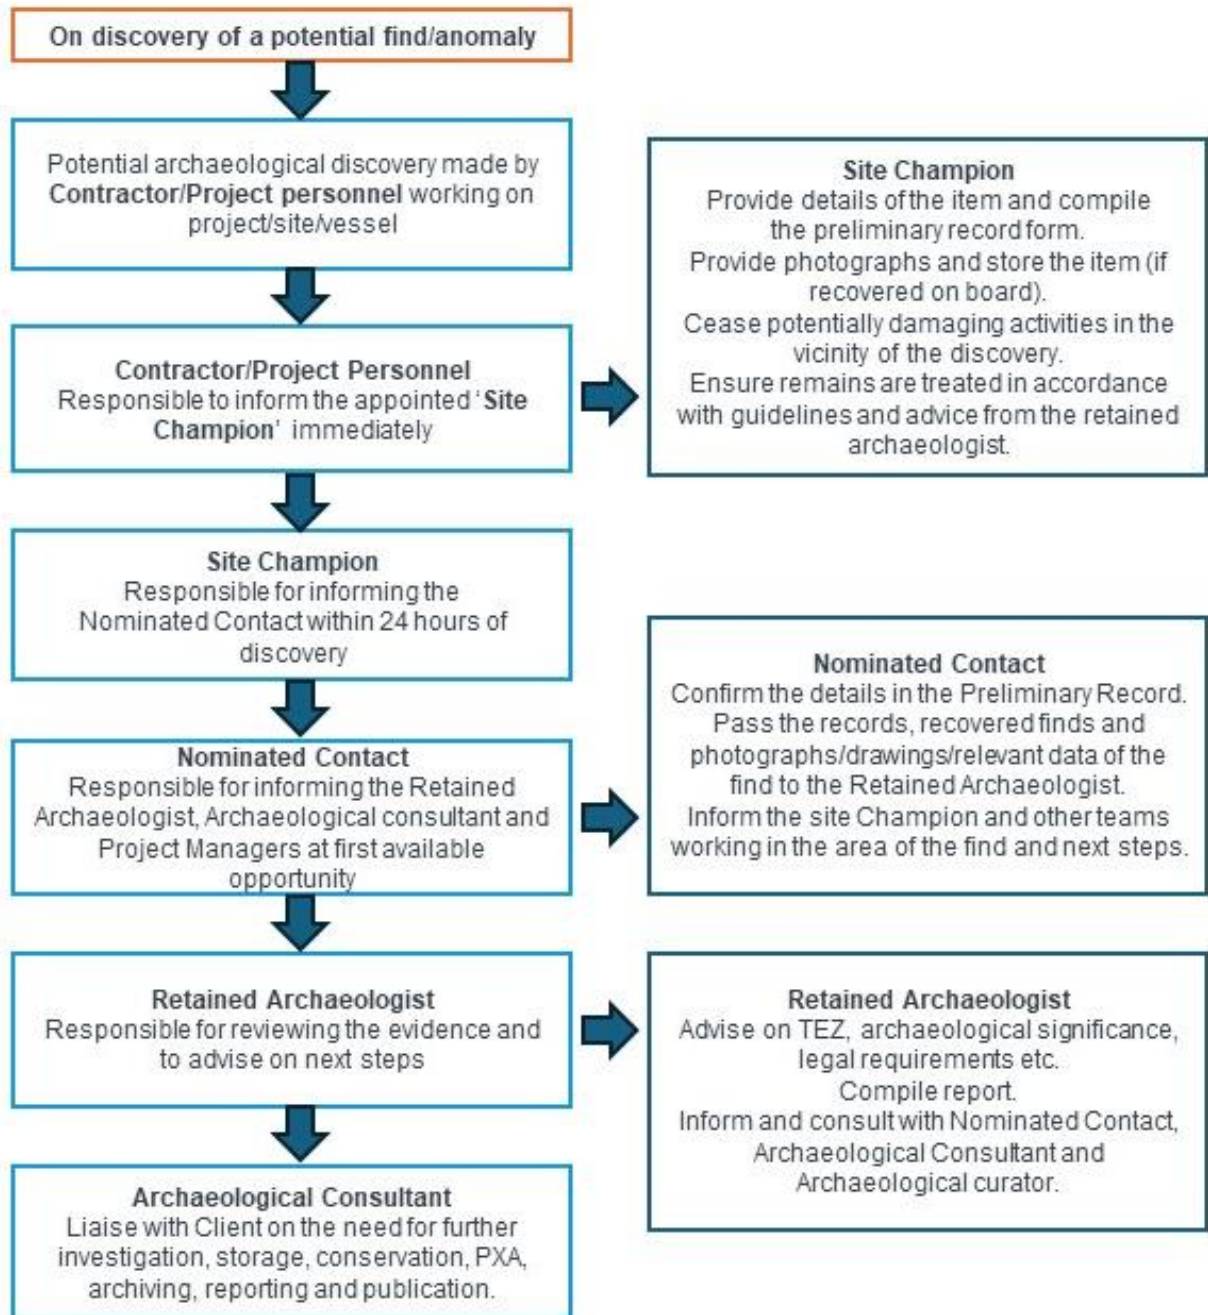 On discovery of a potential find/anomaly
Potential archaeological discovery made by
Contractor/Project personnel working on
project/site/vessel
Contractor/Project Personnel
Responsible to inform the appointed ‘Site
Champion’ immediately
Site Champion
Provide details of the item and compile
the preliminary record form.
Provide photographs and store the item (if
recovered on board).
Cease potentially damaging activities in the
vicinity of the discovery.
Ensure remains are treated in accordance
with guidelines and advice from the retained
archaeologist.
Site Champion
Responsible for informing the
Nominated Contact within 24 hours of
discovery
Nominated Contact
Responsible for informing the Retained
Archaeologist, Archaeological consultant and
Project Managers at first available
opportunity
Nominated Contact
Confirm the details in the Preliminary Record.
Pass the records, recovered finds and
photographs/drawings/relevant data of the
find to the Retained Archaeologist.
Inform the site Champion and other teams
working in the area of the find and next steps.
Retained Archaeologist
Responsible for reviewing the evidence and
to advise on next steps
Retained Archaeologist
Advise on TEZ, archaeological significance,
legal requirements etc.
Compile report.
Inform and consult with Nominated Contact,
Archaeological Consultant and
Archaeological curator.
Archaeological Consultant
Liaise with Client on the need for further
investigation, storage, conservation, PXA,
archiving, reporting and publication.